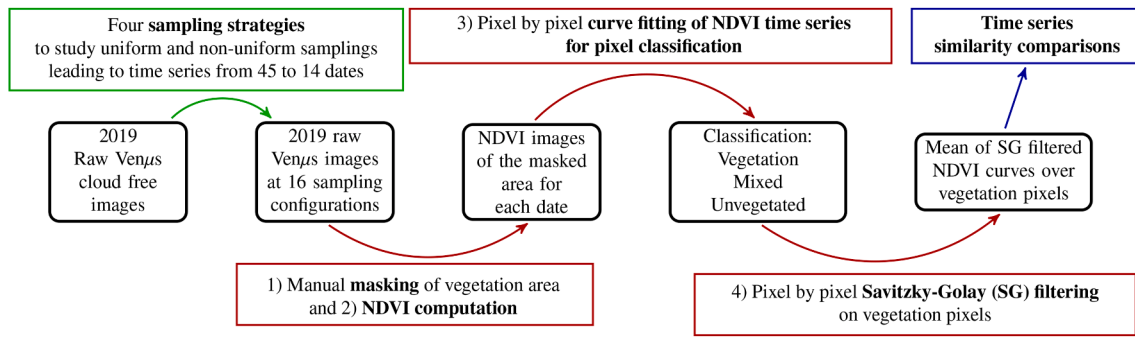 Four sampling strategies
to study uniform and non-uniform samplings
leading to time series from 45 to 14 dates
3) Pixel by pixel curve fitting of NDVI time series
for pixel classification
Time series
similarity comparisons
2019
Raw Venμs
cloud free
images
2019 raw
Venμs images
at 16 sampling
configurations
NDVI images
of the masked
area for
each date
Classification:
Vegetation
Mixed
Unvegetated
Mean of SG filtered
NDVI curves over
vegetation pixels
1) Manual masking of vegetation area
and 2) NDVI computation
4) Pixel by pixel Savitzky-Golay (SG) filtering
on vegetation pixels